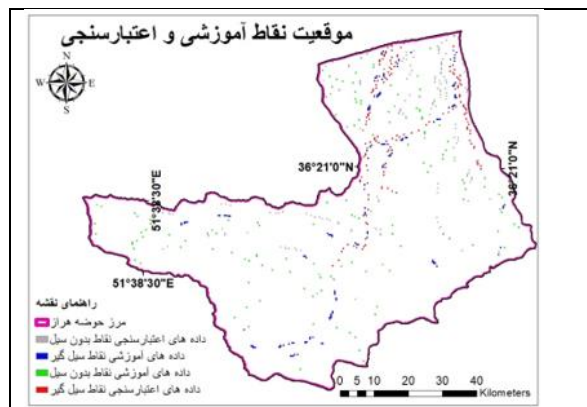 موقعیت نقاط آموزشی و اعتبارسنجی
N
W E
S
36°21'0"N
36°21'0"N
51°38'30"E
51°38'30"E
راهنمای نقشه
مرز حوضه هراز
داده های اعتبارسنجی نقاط بدون سیل
داده های آموزشی نقاط سیل گیر
داده های آموزشی نقاط بدون سیل
داده های اعتبارسنجی نقاط سیل گیر
0 5 10 20 30 40
Kilometers